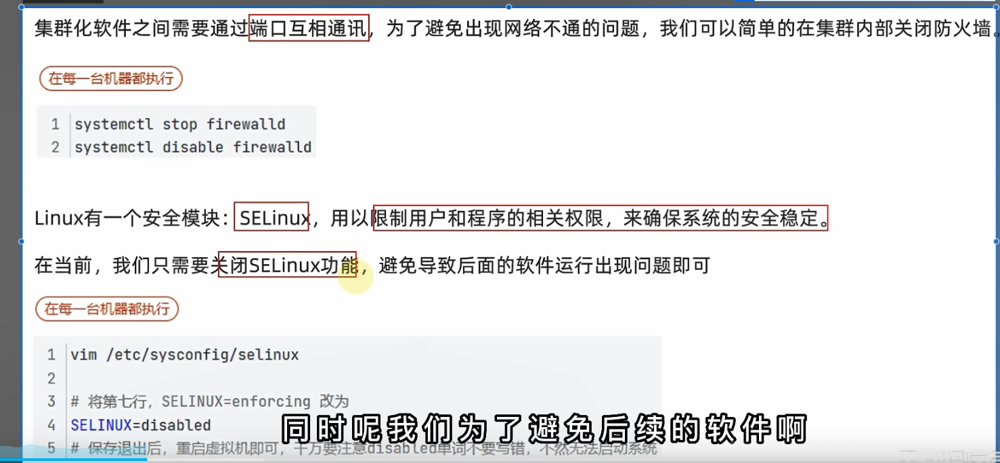 集群化软件之间需要通过端口互相通讯，为了避免出现网络不通的问题，我们可以简单的在集群内部关闭防火墙。
在每一台机器都执行
1 systemctl stop firewalld
2 systemctl disable firewalld
Linux有一个安全模块：SELinux，用以限制用户和程序的相关权限，来确保系统的安全稳定。
在当前，我们只需要关闭SELinux功能，避免导致后面的软件运行出现问题即可
在每一台机器都执行
1 vim /etc/sysconfig/selinux
2
3 # 将第七行，SELINUX=enforcing 改为
4 SELINUX=disabled
5 # 保存退出后，重启虚拟机即可，千万要注意disabled单词不要写错，不然无法启动系统
同时呢我们为了避免后续的软件啊